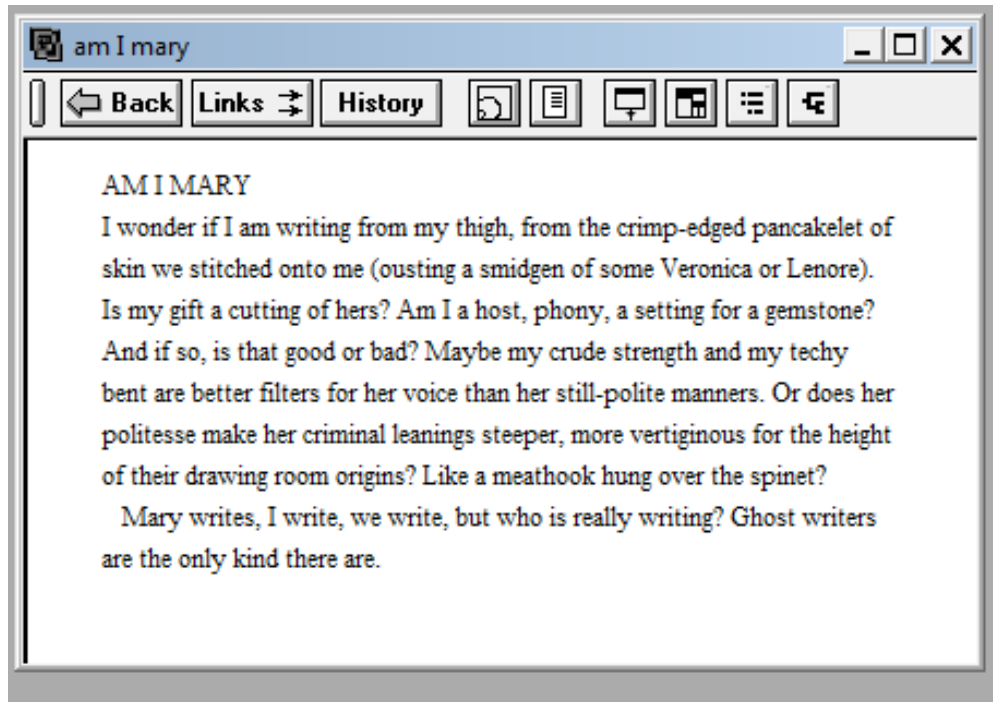 am I mary
Back Links History
AM I MARY
I wonder if I am writing from my thigh, from the crimp-edged pancakelet of
skin we stitched onto me (ousting a smidgen of some Veronica or Lenore).
Is my gift a cutting of hers? Am I a host, phony, a setting for a gemstone?
And if so, is that good or bad? Maybe my crude strength and my techy
bent are better filters for her voice than her still-polite manners. Or does her
politesse make her criminal leanings steeper, more vertiginous for the height
of their drawing room origins? Like a meathook hung over the spinet?
Mary writes, I write, we write, but who is really writing? Ghost writers
are the only kind there are.